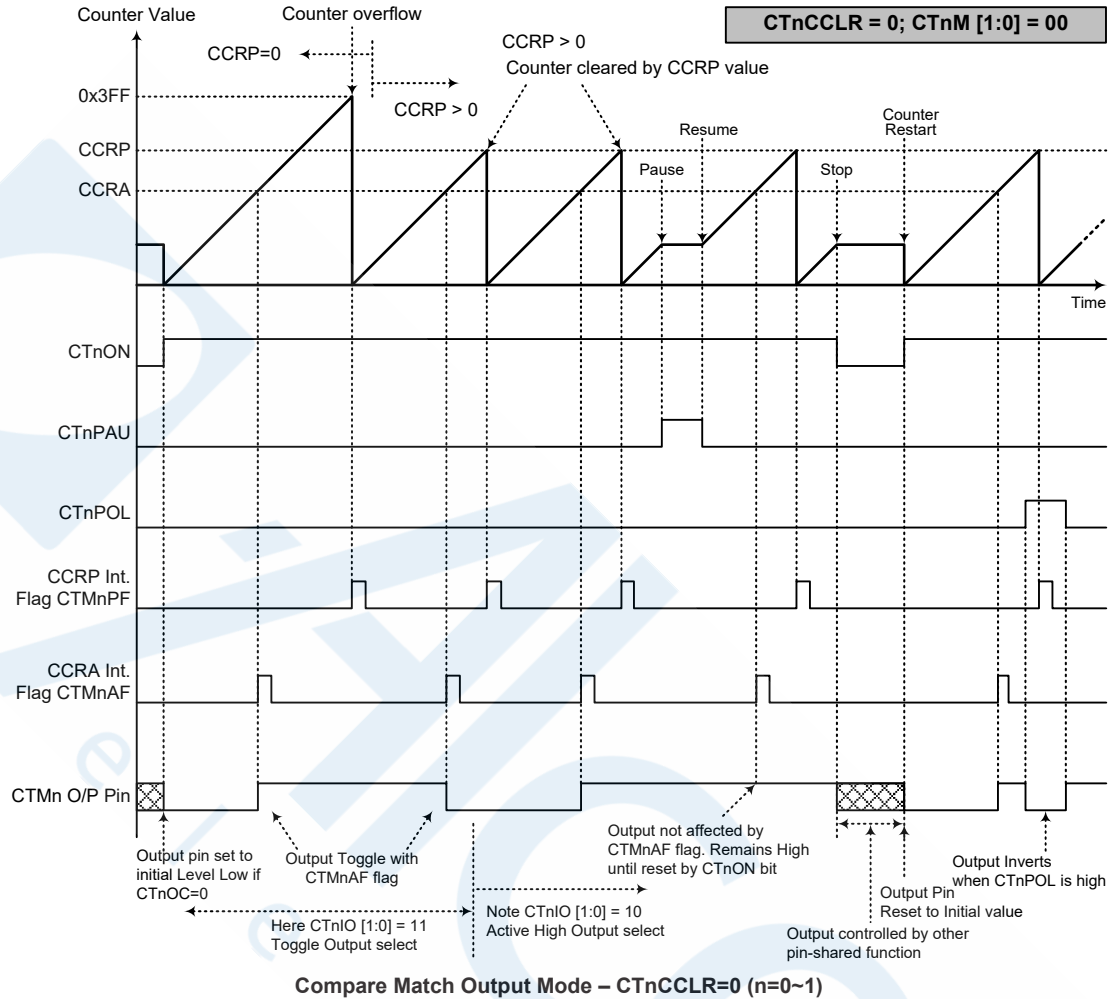 Counter Value
Counter overflow
CTnCCLR = 0; CTnM [1:0] = 00
CCRP=0
CCRP > 0
CCRP > 0
Counter cleared by CCRP value
0x3FF
CCRP
CCRA
Pause
Resume
Stop
Counter
Restart
Time
CTnON
CTnPAU
CTnPOL
CCRP Int.
Flag CTMnPF
CCRA Int.
Flag CTMnAF
CTMn O/P Pin
Output pin set to
initial Level Low if
CTnOC=0
Output Toggle with
CTMnAF flag
Here CTnIO [1:0] = 11
Toggle Output select
Note CTnIO [1:0] = 10
Active High Output select
Output not affected by
CTMnAF flag. Remains High
until reset by CTnON bit
Output controlled by other
pin-shared function
Output Pin
Reset to Initial value
Output Inverts
when CTnPOL is high
Compare Match Output Mode – CTnCCLR=0 (n=0~1)